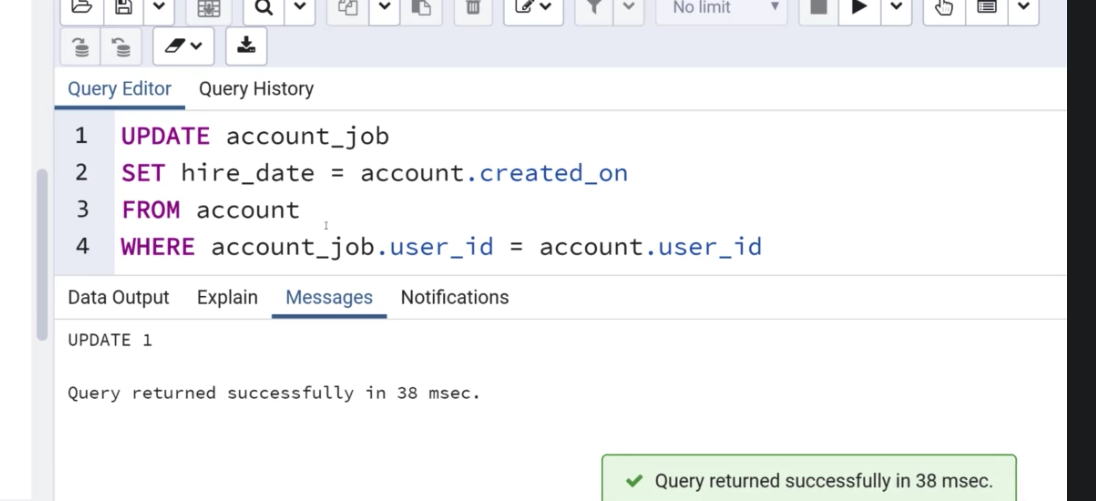 No limit
Query Editor Query History
1 UPDATE account_job
2 SET hire_date = account.created_on
3 FROM account
4 WHERE account_job.user_id = account.user_id
Data Output Explain Messages Notifications
UPDATE 1
Query returned successfully in 38 msec.
Query returned successfully in 38 msec.